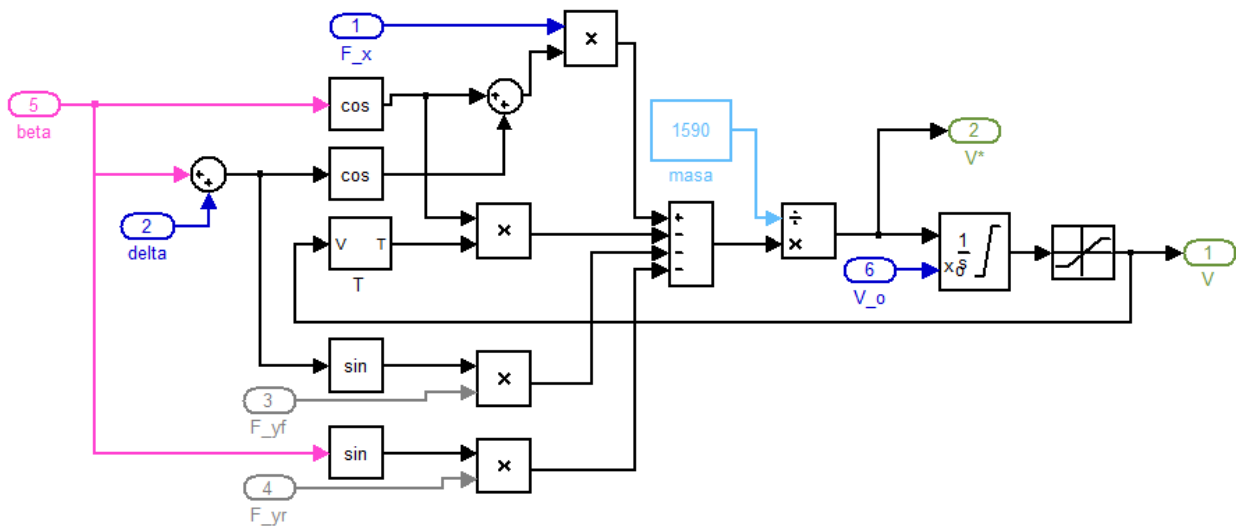 1
F_x
×
5
beta
cos
+
+
1590
masa
2
V*
cos
+
+
2
delta
V
T
T
×
+
−
−
−
÷
×
1
s
x o
6
V_o
1
V
sin
×
3
F_yf
sin
×
4
F_yr